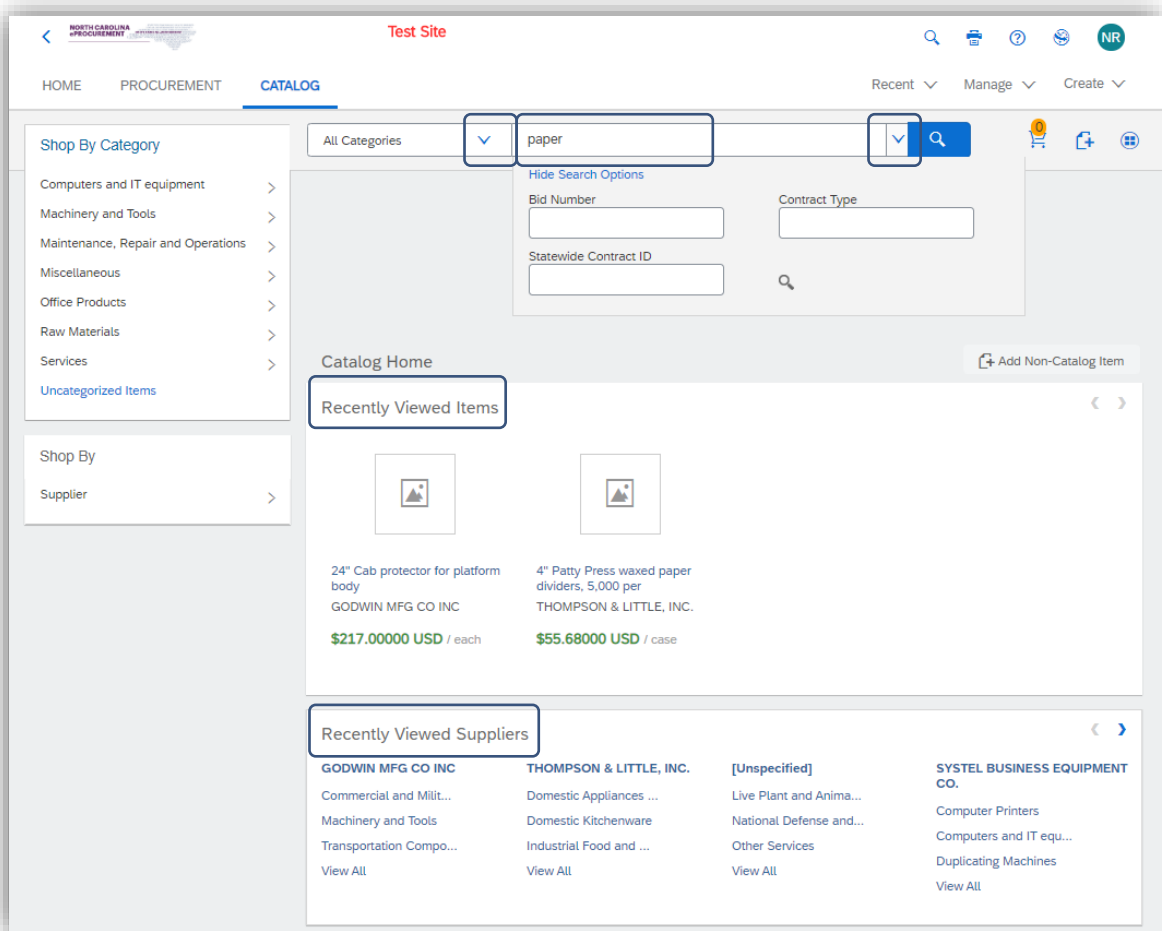 NORTH CAROLINA
ePROCUREMENT
Test Site
NR
HOME PROCUREMENT CATALOG
Recent Manage Create
Shop By Category
Computers and IT equipment
Machinery and Tools
Maintenance, Repair and Operations
Miscellaneous
Office Products
Raw Materials
Services
Uncategorized Items
Shop By
Supplier
All Categories
paper
0
Hide Search Options
Bid Number
Contract Type
Statewide Contract ID
Catalog Home
Add Non-Catalog Item
Recently Viewed Items
24" Cab protector for platform
body
GODWIN MFG CO INC
$217.00000 USD / each
4" Patty Press waxed paper
dividers, 5,000 per
THOMPSON & LITTLE, INC.
$55.68000 USD / case
Recently Viewed Suppliers
GODWIN MFG CO INC
Commercial and Milit...
Machinery and Tools
Transportation Compo...
View All
THOMPSON & LITTLE, INC.
Domestic Appliances ...
Domestic Kitchenware
Industrial Food and ...
View All
[Unspecified]
Live Plant and Anima...
National Defense and...
Other Services
View All
SYSTEL BUSINESS EQUIPMENT
CO.
Computer Printers
Computers and IT equ...
Duplicating Machines
View All